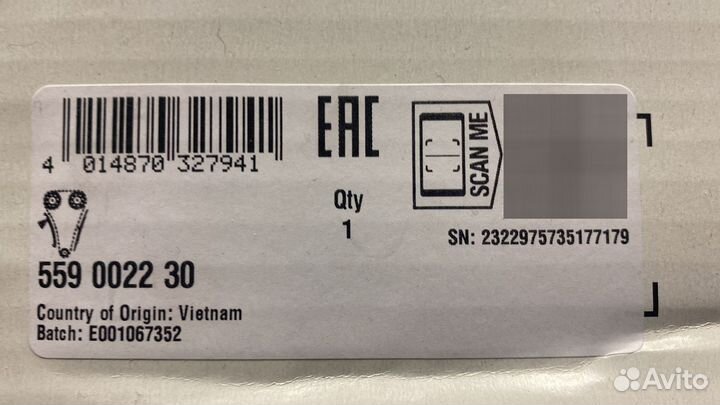 4 014870 327941
EAC
SCAN ME
Qty
1
SN: 2322975735177179
559 0022 30
Country of Origin: Vietnam
Batch: E001067352
Avito